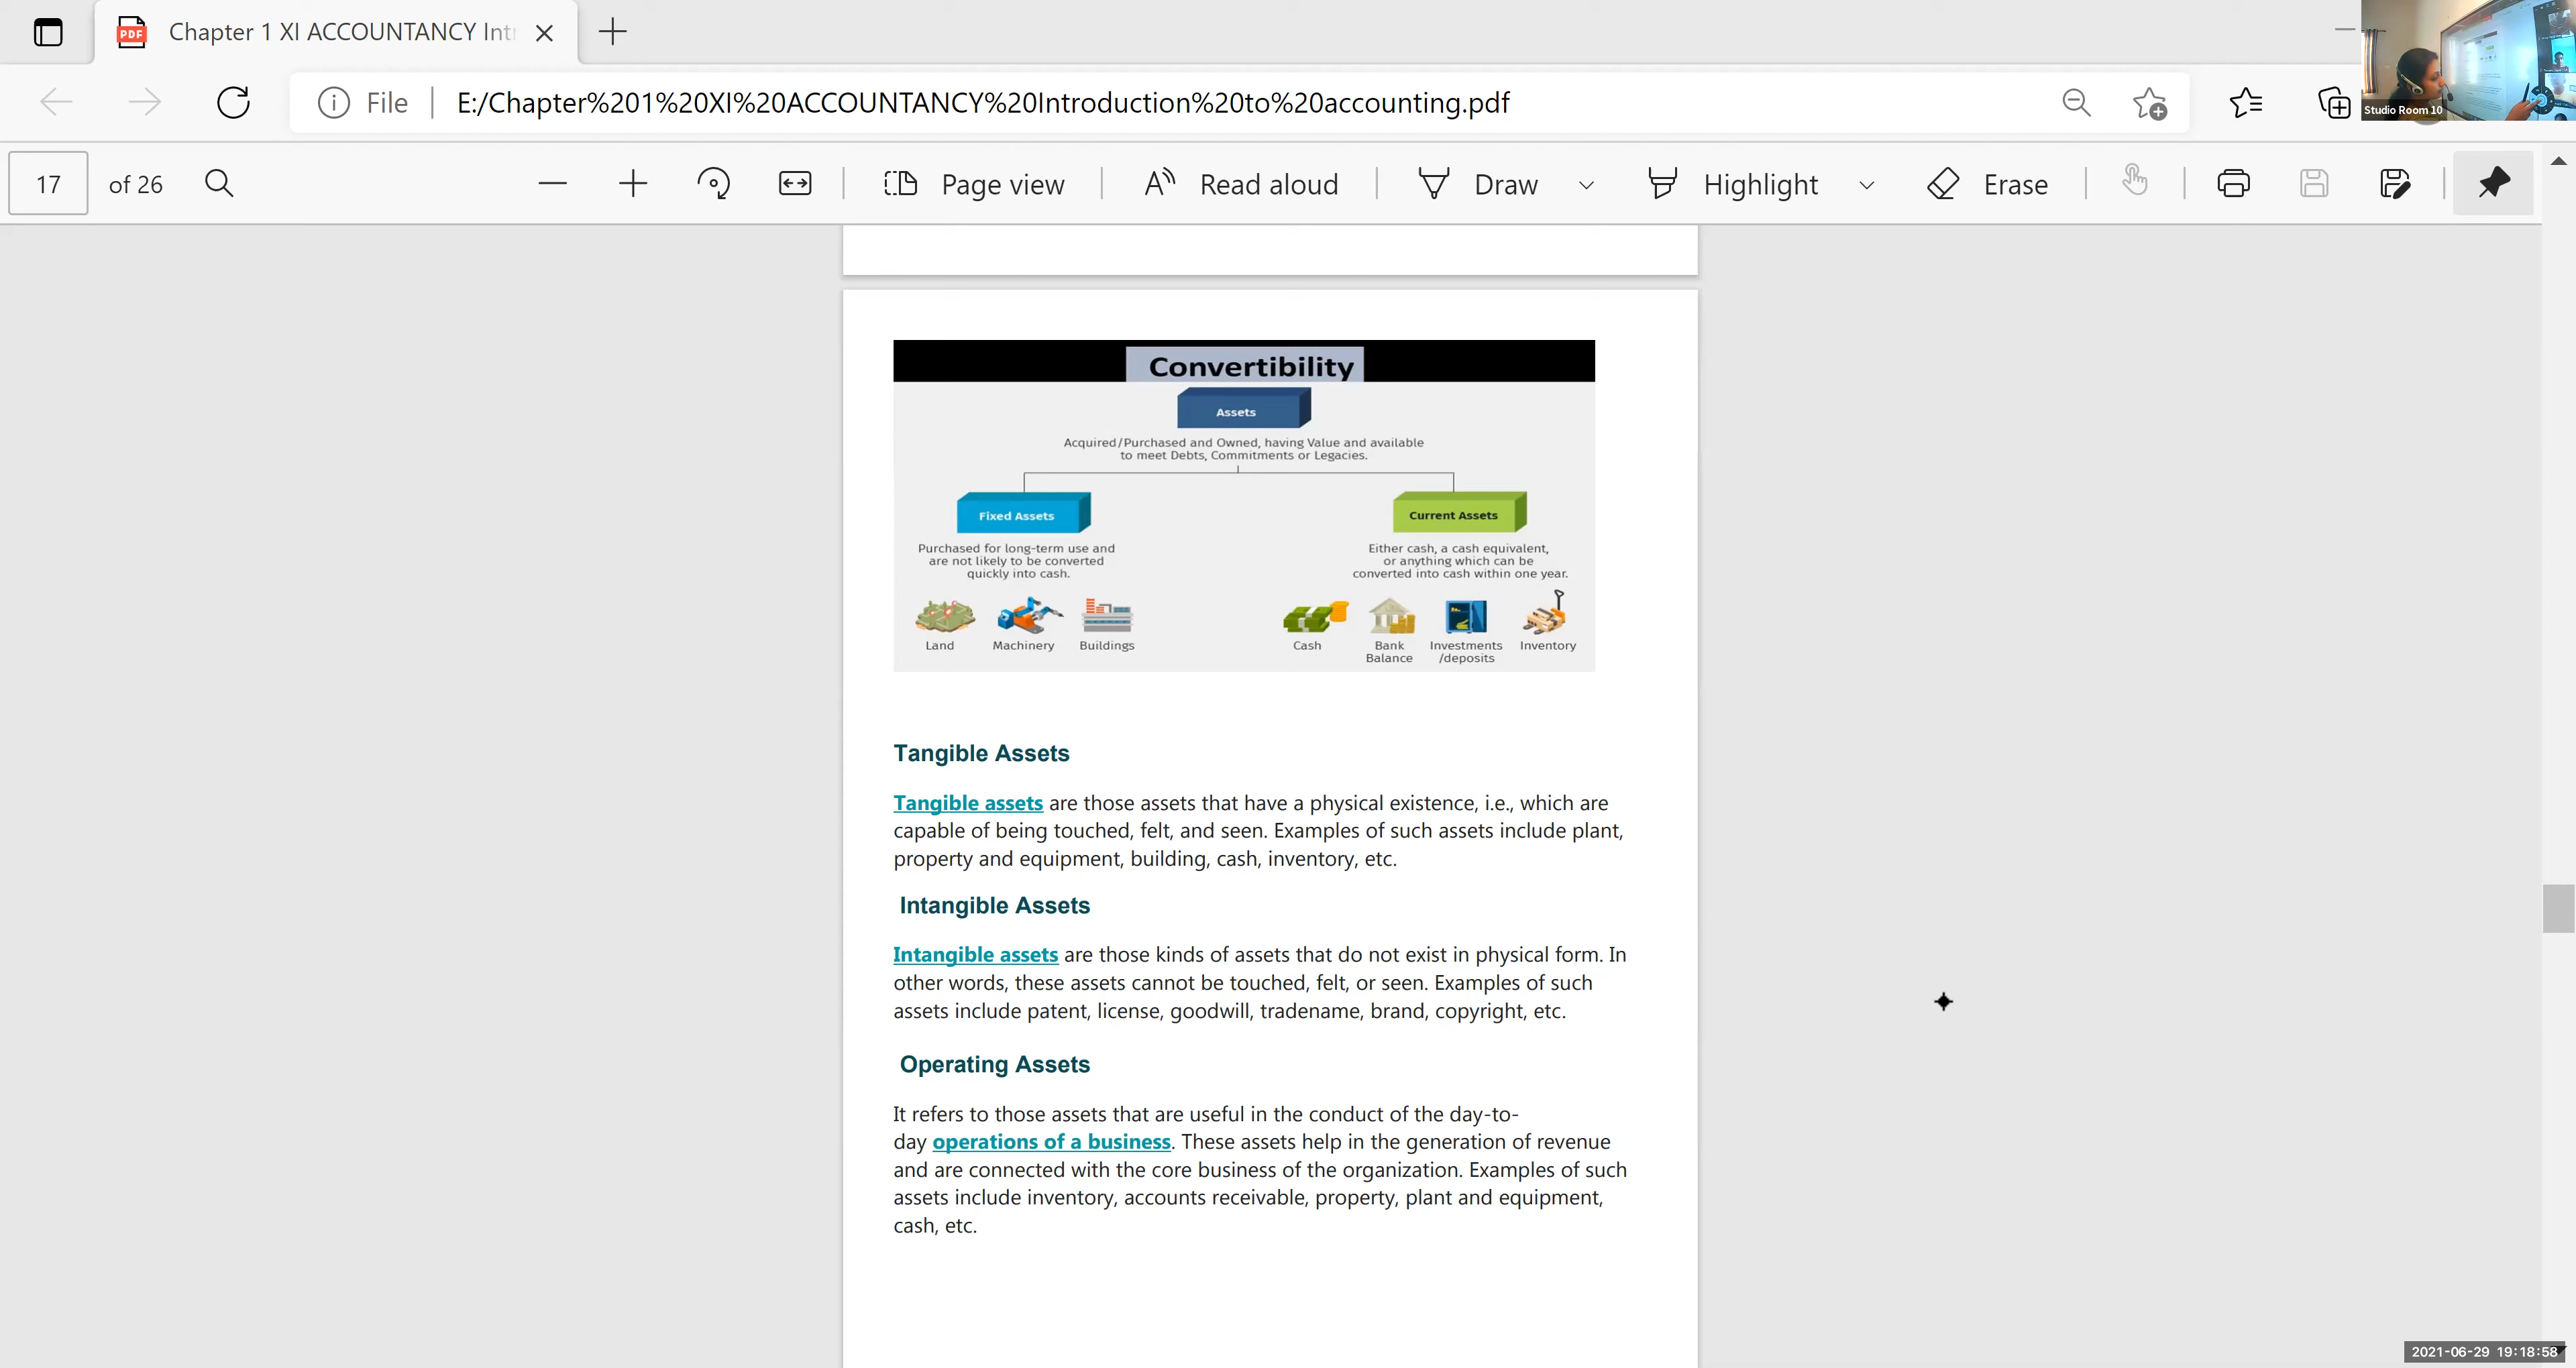 Chapter 1 XI ACCOUNTANCY Int
File
E:/Chapter%201%20XI%20ACCOUNTANCY%20Introduction%20to%20accounting.pdf
Studio Room 10
17 of 26
Page view
Read aloud
Draw
Highlight
Erase
Convertibility
Assets
Acquired/Purchased and Owned, having Value and available
to meet Debts, Commitments or Legacies.
Fixed Assets
Purchased for long-term use and
are not likely to be converted
quickly into cash.
Land
Machinery
Buildings
Current Assets
Either cash, a cash equivalent,
or anything which can be
converted into cash within one year.
Cash
Bank
Balance
Investments
/deposits
Inventory
Tangible Assets
Tangible assets are those assets that have a physical existence, i.e., which are
capable of being touched, felt, and seen. Examples of such assets include plant,
property and equipment, building, cash, inventory, etc.
Intangible Assets
Intangible assets are those kinds of assets that do not exist in physical form. In
other words, these assets cannot be touched, felt, or seen. Examples of such
assets include patent, license, goodwill, tradename, brand, copyright, etc.
Operating Assets
It refers to those assets that are useful in the conduct of the day-to-
day operations of a business. These assets help in the generation of revenue
and are connected with the core business of the organization. Examples of such
assets include inventory, accounts receivable, property, plant and equipment,
cash, etc.
2021-06-29 19:18:58